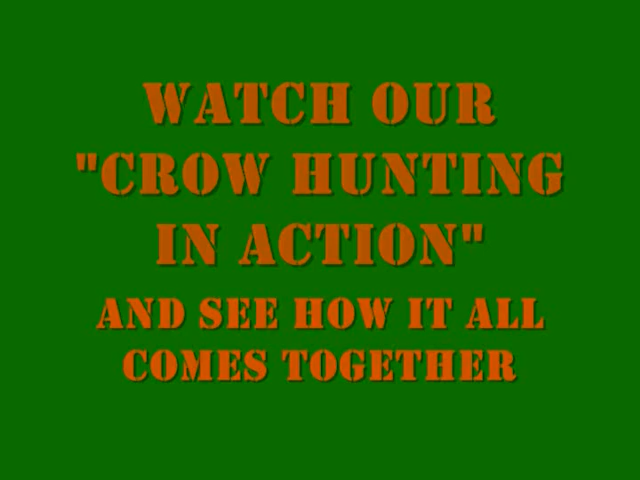 WATCH OUR
"CROW HUNTING
IN ACTION"
AND SEE HOW IT ALL
COMES TOGETHER